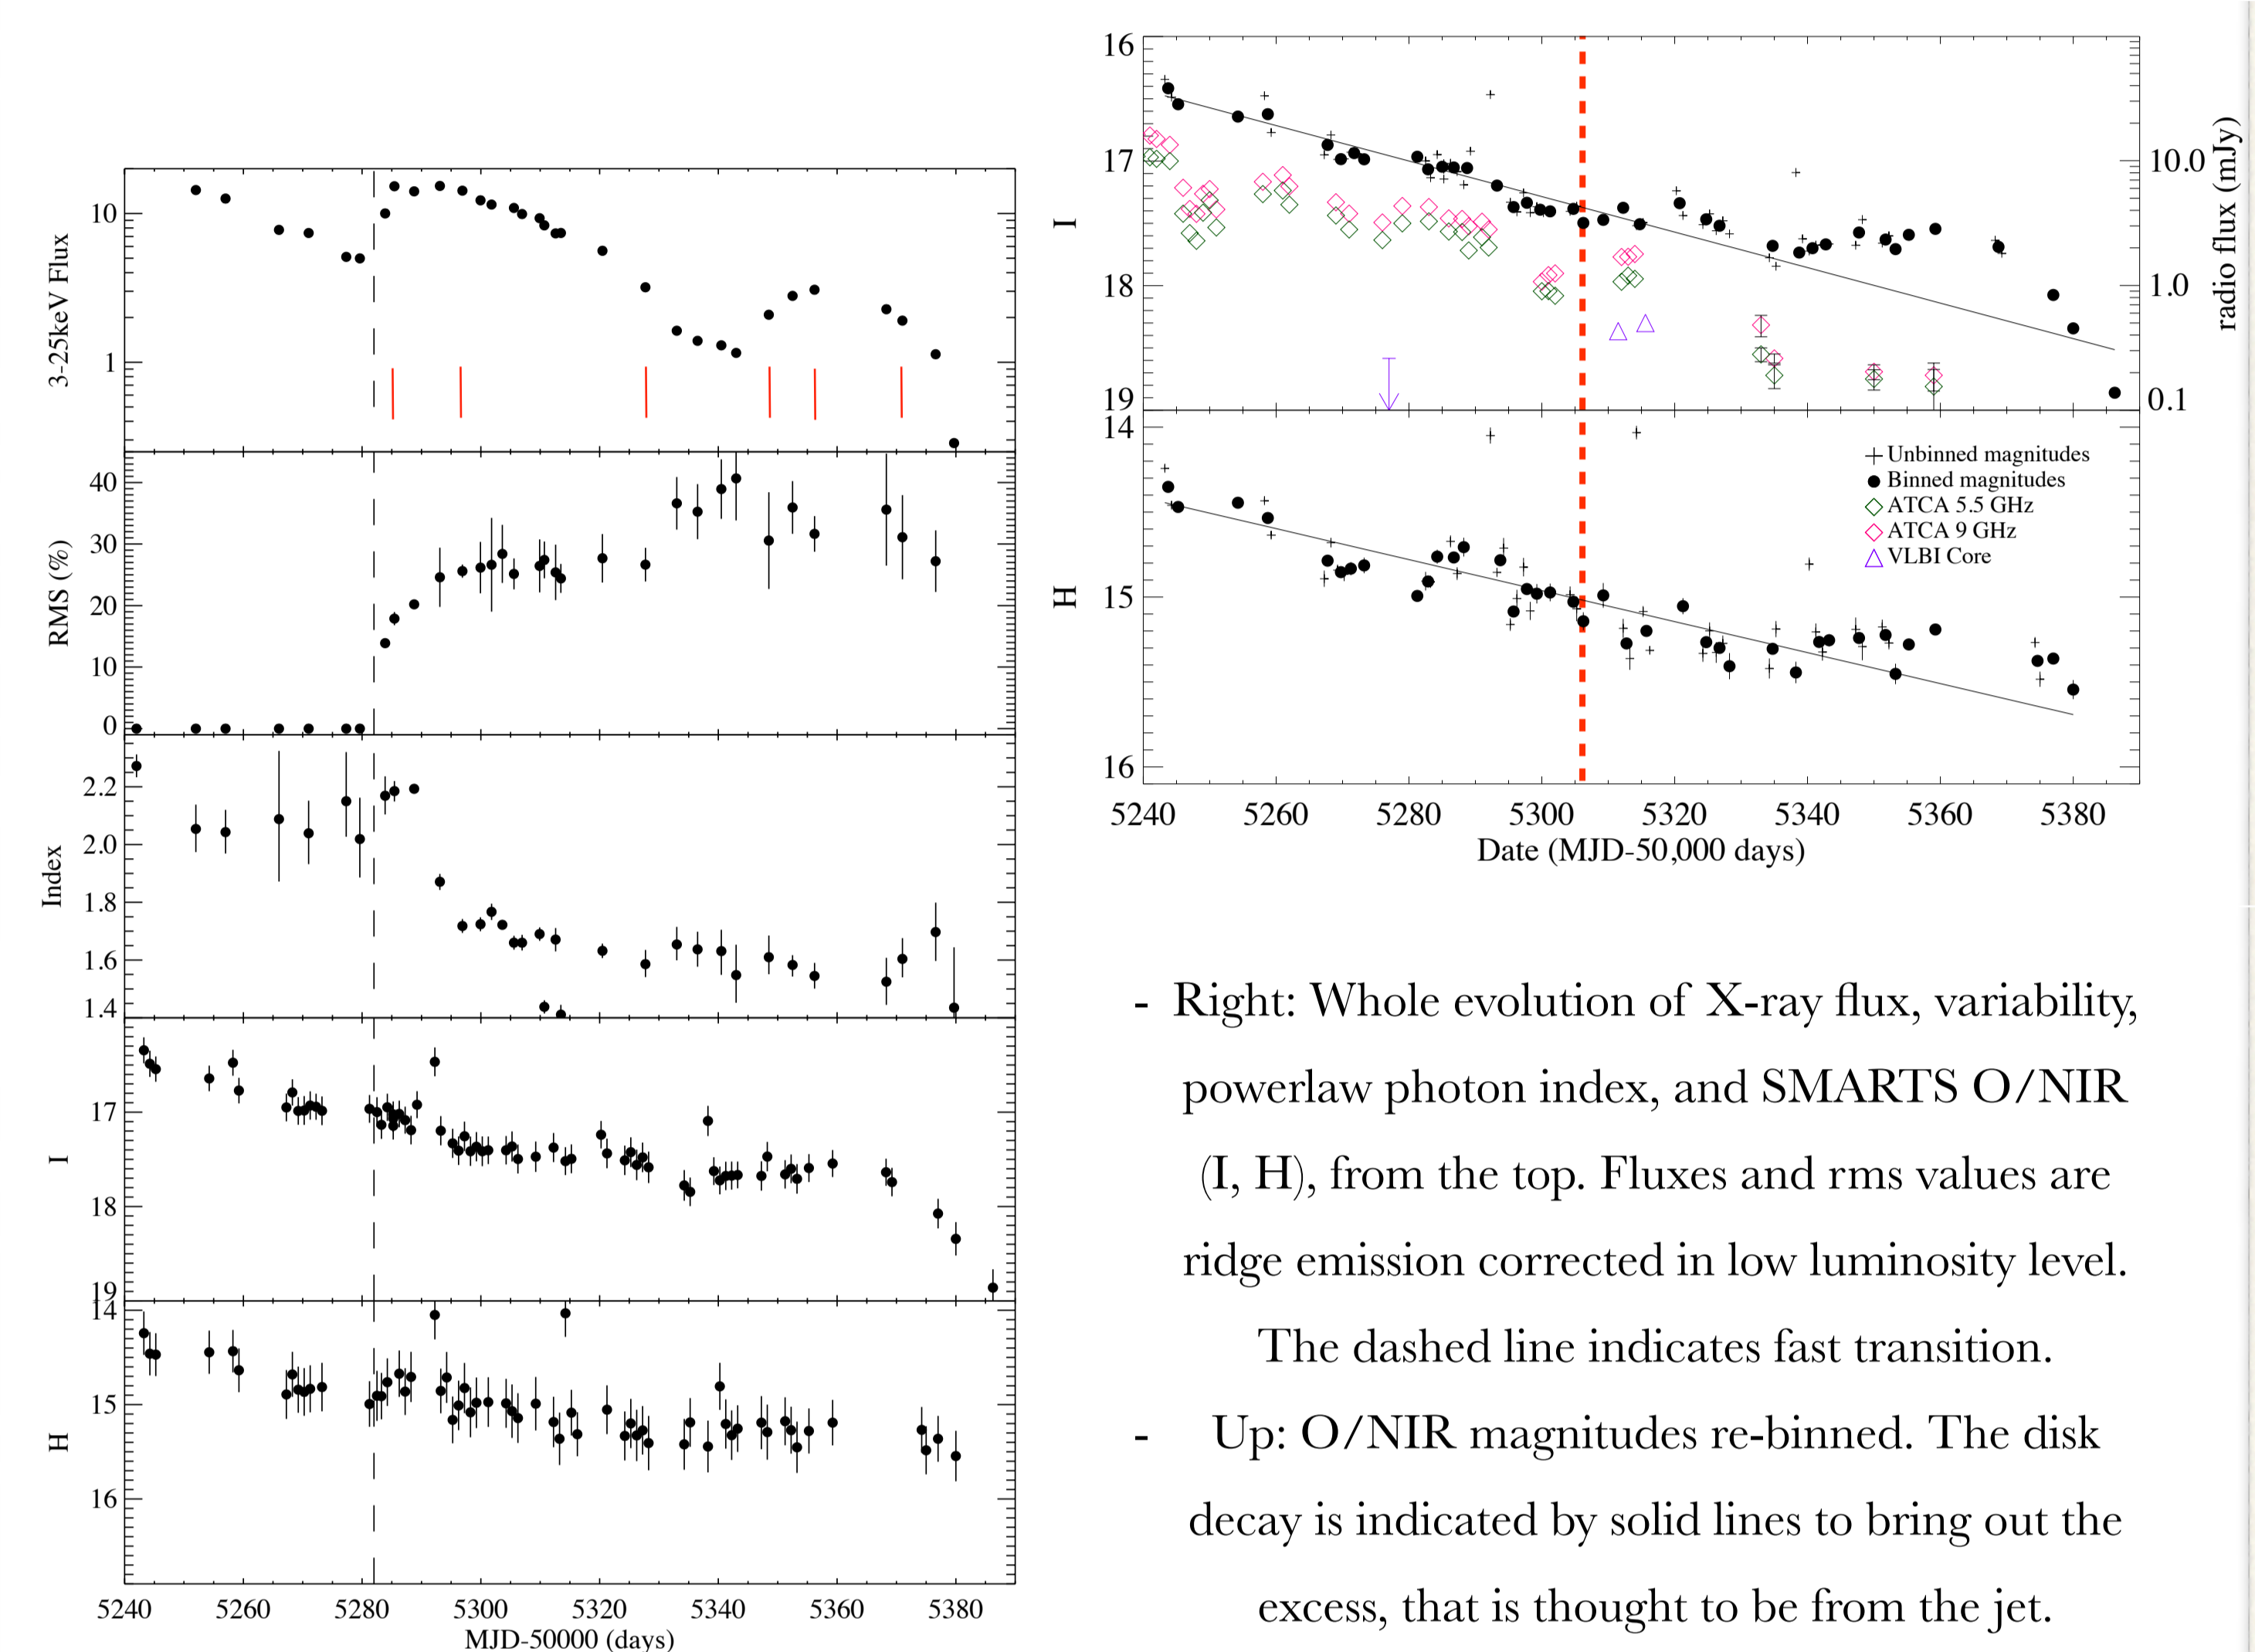 3-25keV Flux
10
1
RMS (%)
40
30
20
10
0
Index
2.2
2.0
1.8
1.6
1.4
I
17
18
19
H
14
15
16
5240 5260 5280 5300 5320 5340 5360 5380
MJD-50000 (days)
I
16
17
18
19
radio flux (mJy)
10.0
1.0
0.1
H
14
15
16
Unbinned magnitudes
Binned magnitudes
ATCA 5.5 GHz
ATCA 9 GHz
VLBI Core
5240 5260 5280 5300 5320 5340 5360 5380
Date (MJD-50,000 days)
- Right: Whole evolution of X-ray flux, variability,
powerlaw photon index, and SMARTS O/NIR
(I, H), from the top. Fluxes and rms values are
ridge emission corrected in low luminosity level.
The dashed line indicates fast transition.
- Up: O/NIR magnitudes re-binned. The disk
decay is indicated by solid lines to bring out the
excess, that is thought to be from the jet.